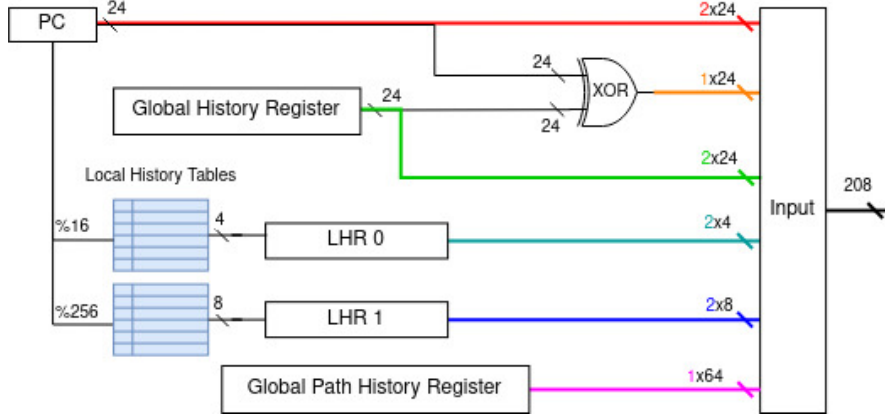 PC
24
2x24
24
XOR
1x24
Global History Register
24
24
2x24
Local History Tables
208
Input
%16
4
LHR 0
2x4
%256
8
LHR 1
2x8
Global Path History Register
1x64